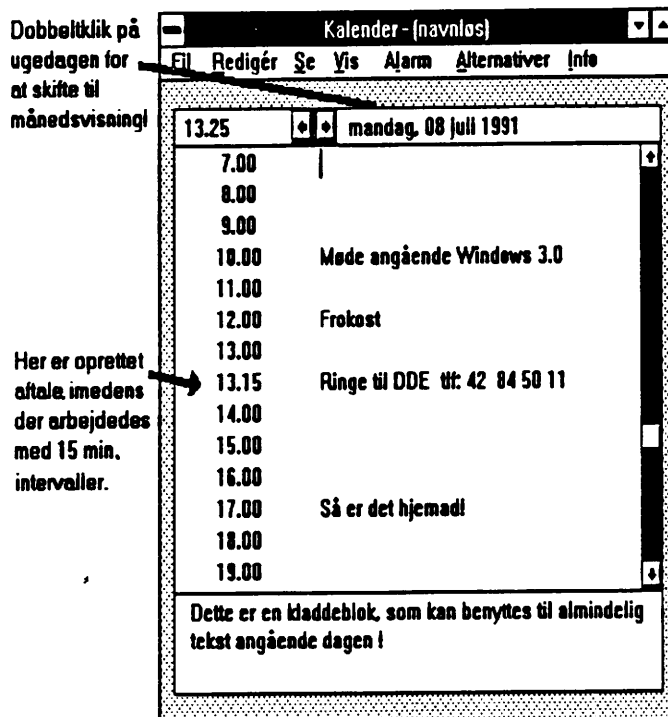 Dobbeltklik på
ugedagen for
at skifte til
månedsvisning!
Kalender - (navnløs)
Fil Redigér Se Vis Alarm Alternativer Info
13.25 mandag, 08 juli 1991
7.00
8.00
9.00
10.00 Møde angående Windows 3.0
11.00
12.00 Frokost
13.00
Her er oprettet
aftale imedens
der arbejdedes
med 15 min.
intervaller.
13.15 Ringe til DDE tlf: 42 84 50 11
14.00
15.00
16.00
17.00 Så er det hjemad!
18.00
19.00
Dette er en kladdeblok, som kan benyttes til almindelig
tekst angående dagen !